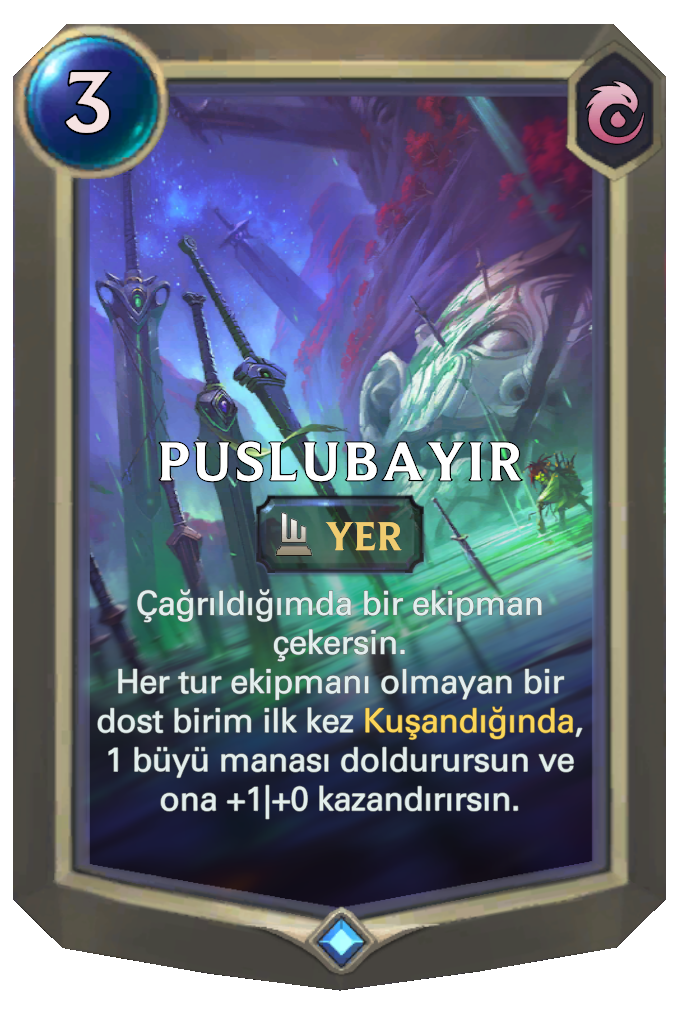 3
PUSLUBAYIR
YER
Çağrıldığımda bir ekipman
çekersin.
Her tur ekipmanı olmayan bir
dost birim ilk kez Kuşandığında,
1 büyü manası doldurursun ve
ona +1|+0 kazandırırsın.